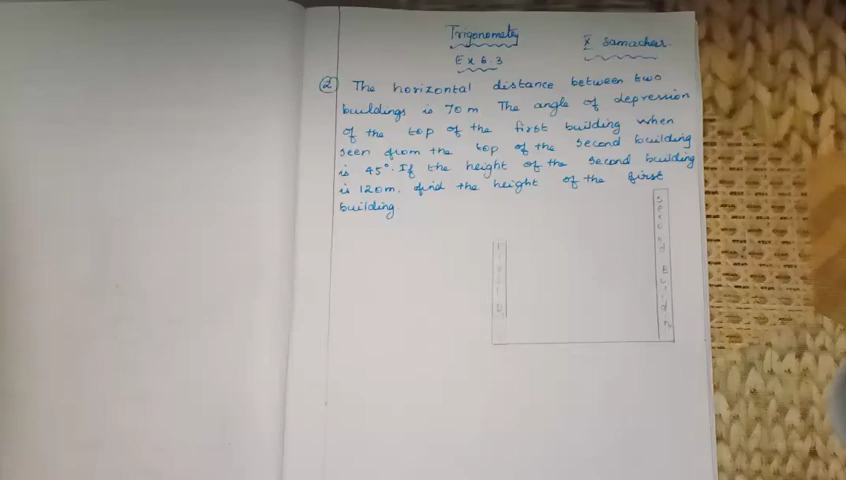 Trigonometry
X Samacheer.
Ex 6.3
② The horizontal distance between two
buildings is 70 m The angle of depression
of the top of the first building when
seen from the top of the second building
is 45°. If the height of the second building
is 120m. find the height of the first
building.
Second